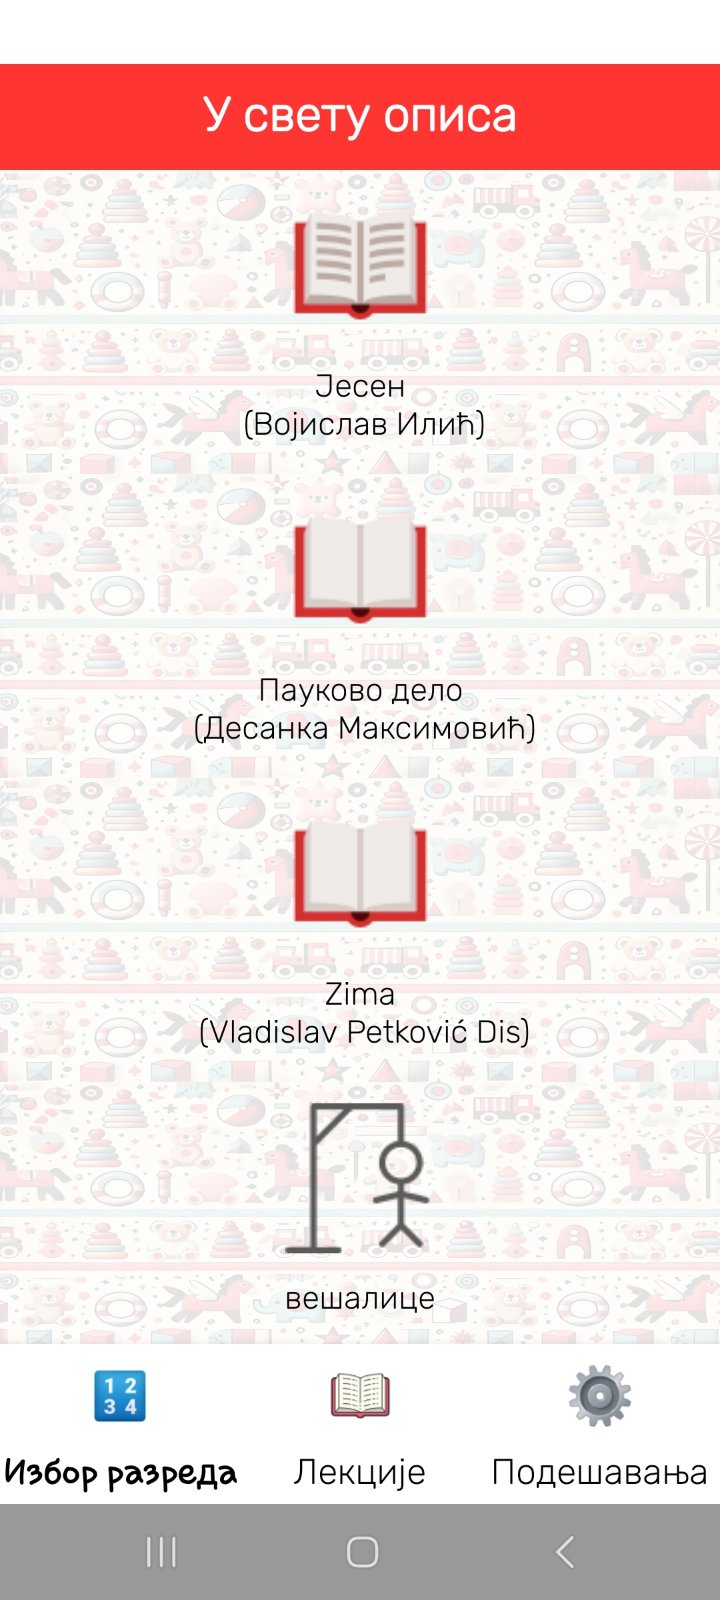 У свету описа
Јесен
(Војислав Илић)
Пауково дело
(Десанка Максимовић)
Zima
(Vladislav Petković Dis)
вешалице
1 2
3 4
Избор разреда
Лекције
Подешавања